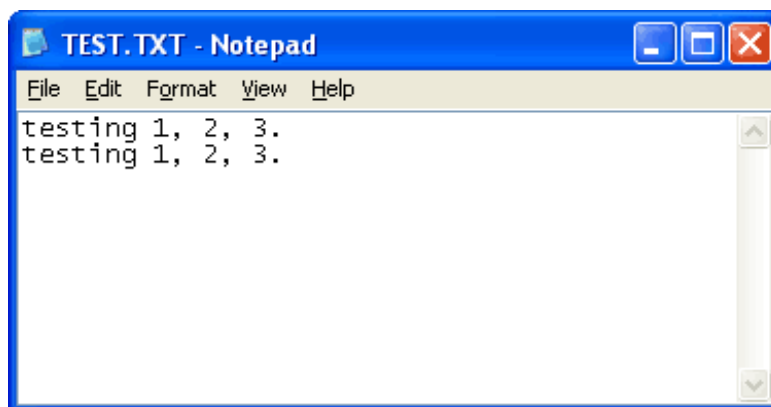 TEST.TXT - Notepad
File Edit Format View Help
testing 1, 2, 3.
testing 1, 2, 3.